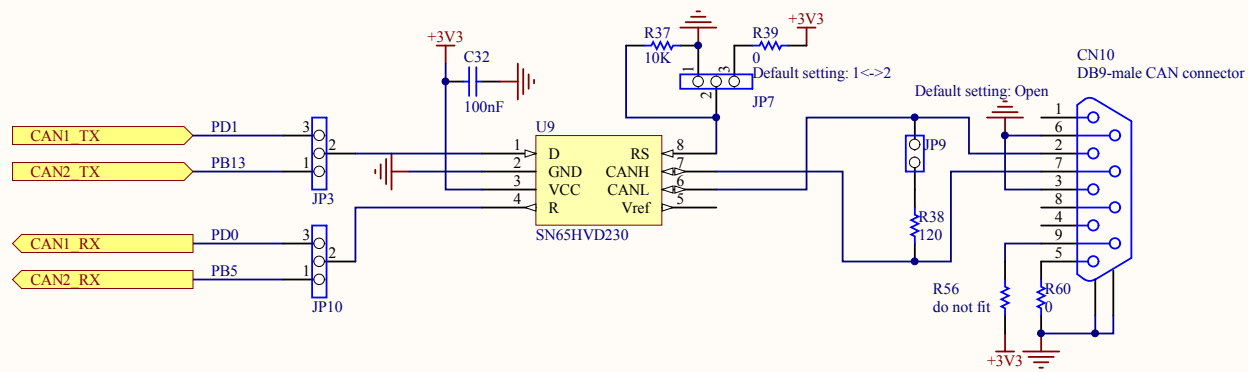 R37
10K
R39
0
+3V3
+3V3
C32
100nF
1
2
3
JP7
Default setting: 1<->2
CN10
DB9-male CAN connector
Default setting: Open
CAN1_TX
PD1
CAN2_TX
PB13
3
2
1
JP3
CAN1_RX
PD0
CAN2_RX
PB5
3
2
1
JP10
U9
1
D
RS
8
2
GND
CANH
7
3
VCC
CANL
6
4
R
Vref
5
SN65HVD230
JP9
R38
120
1
6
2
7
3
8
4
9
5
R56
do not fit
R60
0
+3V3